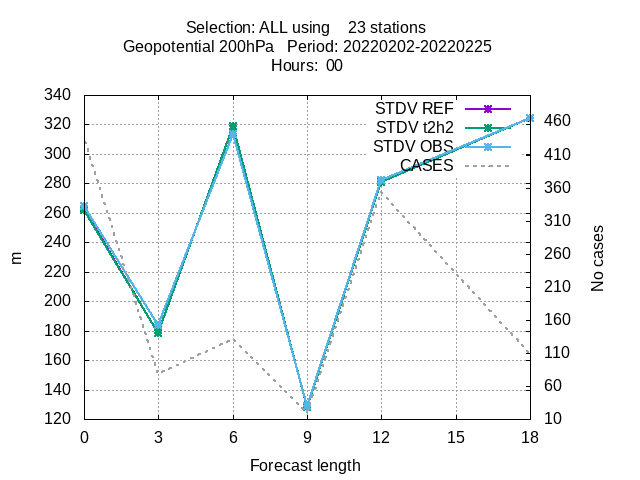 Selection: ALL using    23 stations
Geopotential 200hPa   Period: 20220202-20220225
Hours:  00
340
320
300
280
260
240
220
200
180
160
140
120
m
STDV REF
STDV t2h2
STDV OBS
CASES
460
410
360
310
260
210
160
110
60
10
No cases
0 3 6 9 12 15 18
Forecast length